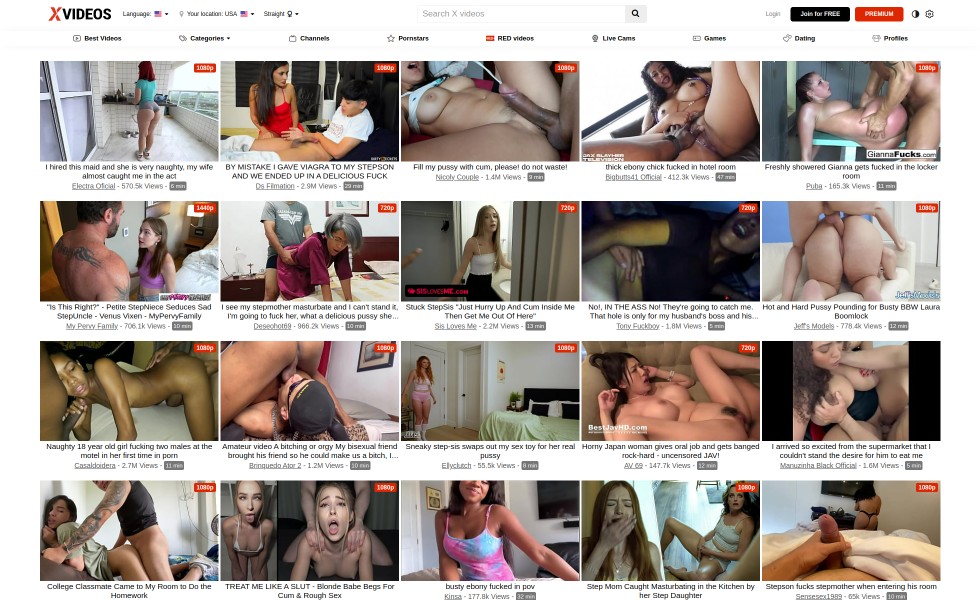 XVIDEOS
Language:
Your location: USA
Straight
Search X videos
Login
Join for FREE
PREMIUM
Best Videos
Categories
Channels
Pornstars
RED videos
Live Cams
Games
Dating
Profiles
1080p
1080p
1080p
1080p
JAX SLAYHER
TELEVISION
GiannaFucks.com
I hired this maid and she is very naughty, my wife
almost caught me in the act
Electra Oficial - 570.5k Views - 6 min
BY MISTAKE I GAVE VIAGRA TO MY STEPSON
AND WE ENDED UP IN A DELICIOUS FUCK
Ds Filmation - 2.9M Views - 29 min
Fill my pussy with cum, please! do not waste!
Nicoly Couple - 1.4M Views - 9 min
thick ebony chick fucked in hotel room
Bigbutts41 Official - 412.3k Views - 47 min
Freshly showered Gianna gets fucked in the locker
room
Puba - 165.3k Views - 11 min
1440p
720p
720p
720p
1080p
SISLOVESME.COM
Jeff'sModels
"Is This Right?" - Petite StepNiece Seduces Sad
StepUncle - Venus Vixen - MyPervyFamily
My Pervy Family - 706.1k Views - 10 min
I see my stepmother masturbate and I can't stand it,
I'm going to fuck her, what a delicious pussy she...
Deseohot69 - 966.2k Views - 10 min
Stuck StepSis "Just Hurry Up And Cum Inside Me
Then Get Me Out Of Here"
Sis Loves Me - 2.2M Views - 13 min
No!, IN THE ASS No! They're going to catch me.
That hole is only for my husband's boss and his...
Tony Fuckboy - 1.8M Views - 6 min
Hot and Hard Pussy Pounding for Busty BBW Laura
Boomlock
Jeff's Models - 778.4k Views - 12 min
1080p
1080p
1080p
720p
BestJavHD.com
Naughty 18 year old girl fucking two males at the
motel in her first time in porn
Casaldoidera - 2.7M Views - 11 min
Amateur video A bitching or orgy My bisexual friend
brought his friend so he could make us a bitch, I...
Brinquedo Ator 2 - 1.2M Views - 10 min
Sneaky step-sis swaps out my sex toy for her real
pussy
Ellyclutch - 55.5k Views - 8 min
Horny Japan woman gives oral job and gets banged
rock-hard - uncensored JAV!
AV 69 - 147.7k Views - 12 min
I arrived so excited from the supermarket that I
couldn't stand the desire for him to eat me
Manuzinha Black Official - 1.6M Views - 5 min
1080p
1080p
1080p
1080p
College Classmate Came to My Room to Do the
Homework
TREAT ME LIKE A SLUT - Blonde Babe Begs For
Cum & Rough Sex
busty ebony fucked in pov
Kinsa - 177.8k Views - 32 min
Step Mom Caught Masturbating in the Kitchen by
her Step Daughter
Stepson fucks stepmother when entering his room
Sensesex1989 - 65k Views - 10 min